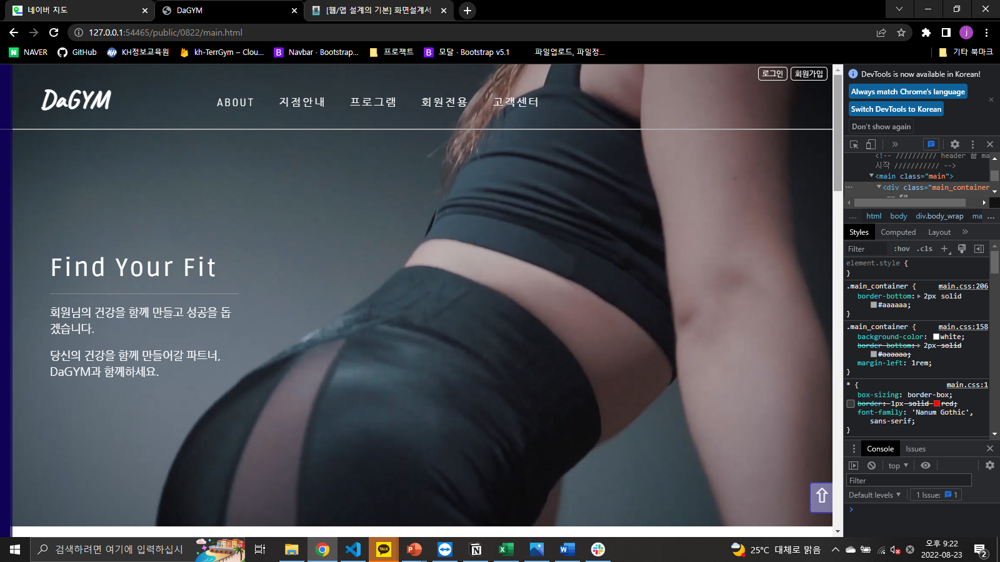 네이버 지도
DaGYM
[웹/앱 설계의 기본] 화면설계서
127.0.0.1:54465/public/0822/main.html
NAVER
GitHub
KH정보교육원
kh-TerrGym – Clou...
Navbar · Bootstrap...
프로젝트
모달 · Bootstrap v5.1
파일업로드, 파일정...
기타 북마크
로그인
회원가입
DaGYM
ABOUT
지점안내
프로그램
회원전용
고객센터
Find Your Fit
회원님의 건강을 함께 만들고 성공을 돕
겠습니다.
당신의 건강을 함께 만들어갈 파트너,
DaGYM과 함께하세요.
DevTools is now available in Korean!
Always match Chrome's language
Switch DevTools to Korean
Don't show again
<!-- ////////// header 끝 ma
시작 /////////// -->
<main class="main">
<div class="main_container
== $0
... html body div.body_wrap ma ...
Styles Computed Layout
Filter :hov .cls
element.style {
}
.main_container { main.css:206
border-bottom: 2px solid
#aaaaaa;
}
.main_container { main.css:158
background-color: white;
border-bottom: 2px solid
#aaaaaa;
margin-left: 1rem;
}
* { main.css:1
box-sizing: border-box;
border: 1px solid red;
font-family: 'Nanum Gothic',
sans-serif;
}
Console Issues
top
Filter
Default levels
1 Issue: 1
검색하려면 여기에 입력하십시
TALK
25°C 대체로 맑음
오후 9:22
2022-08-23
2